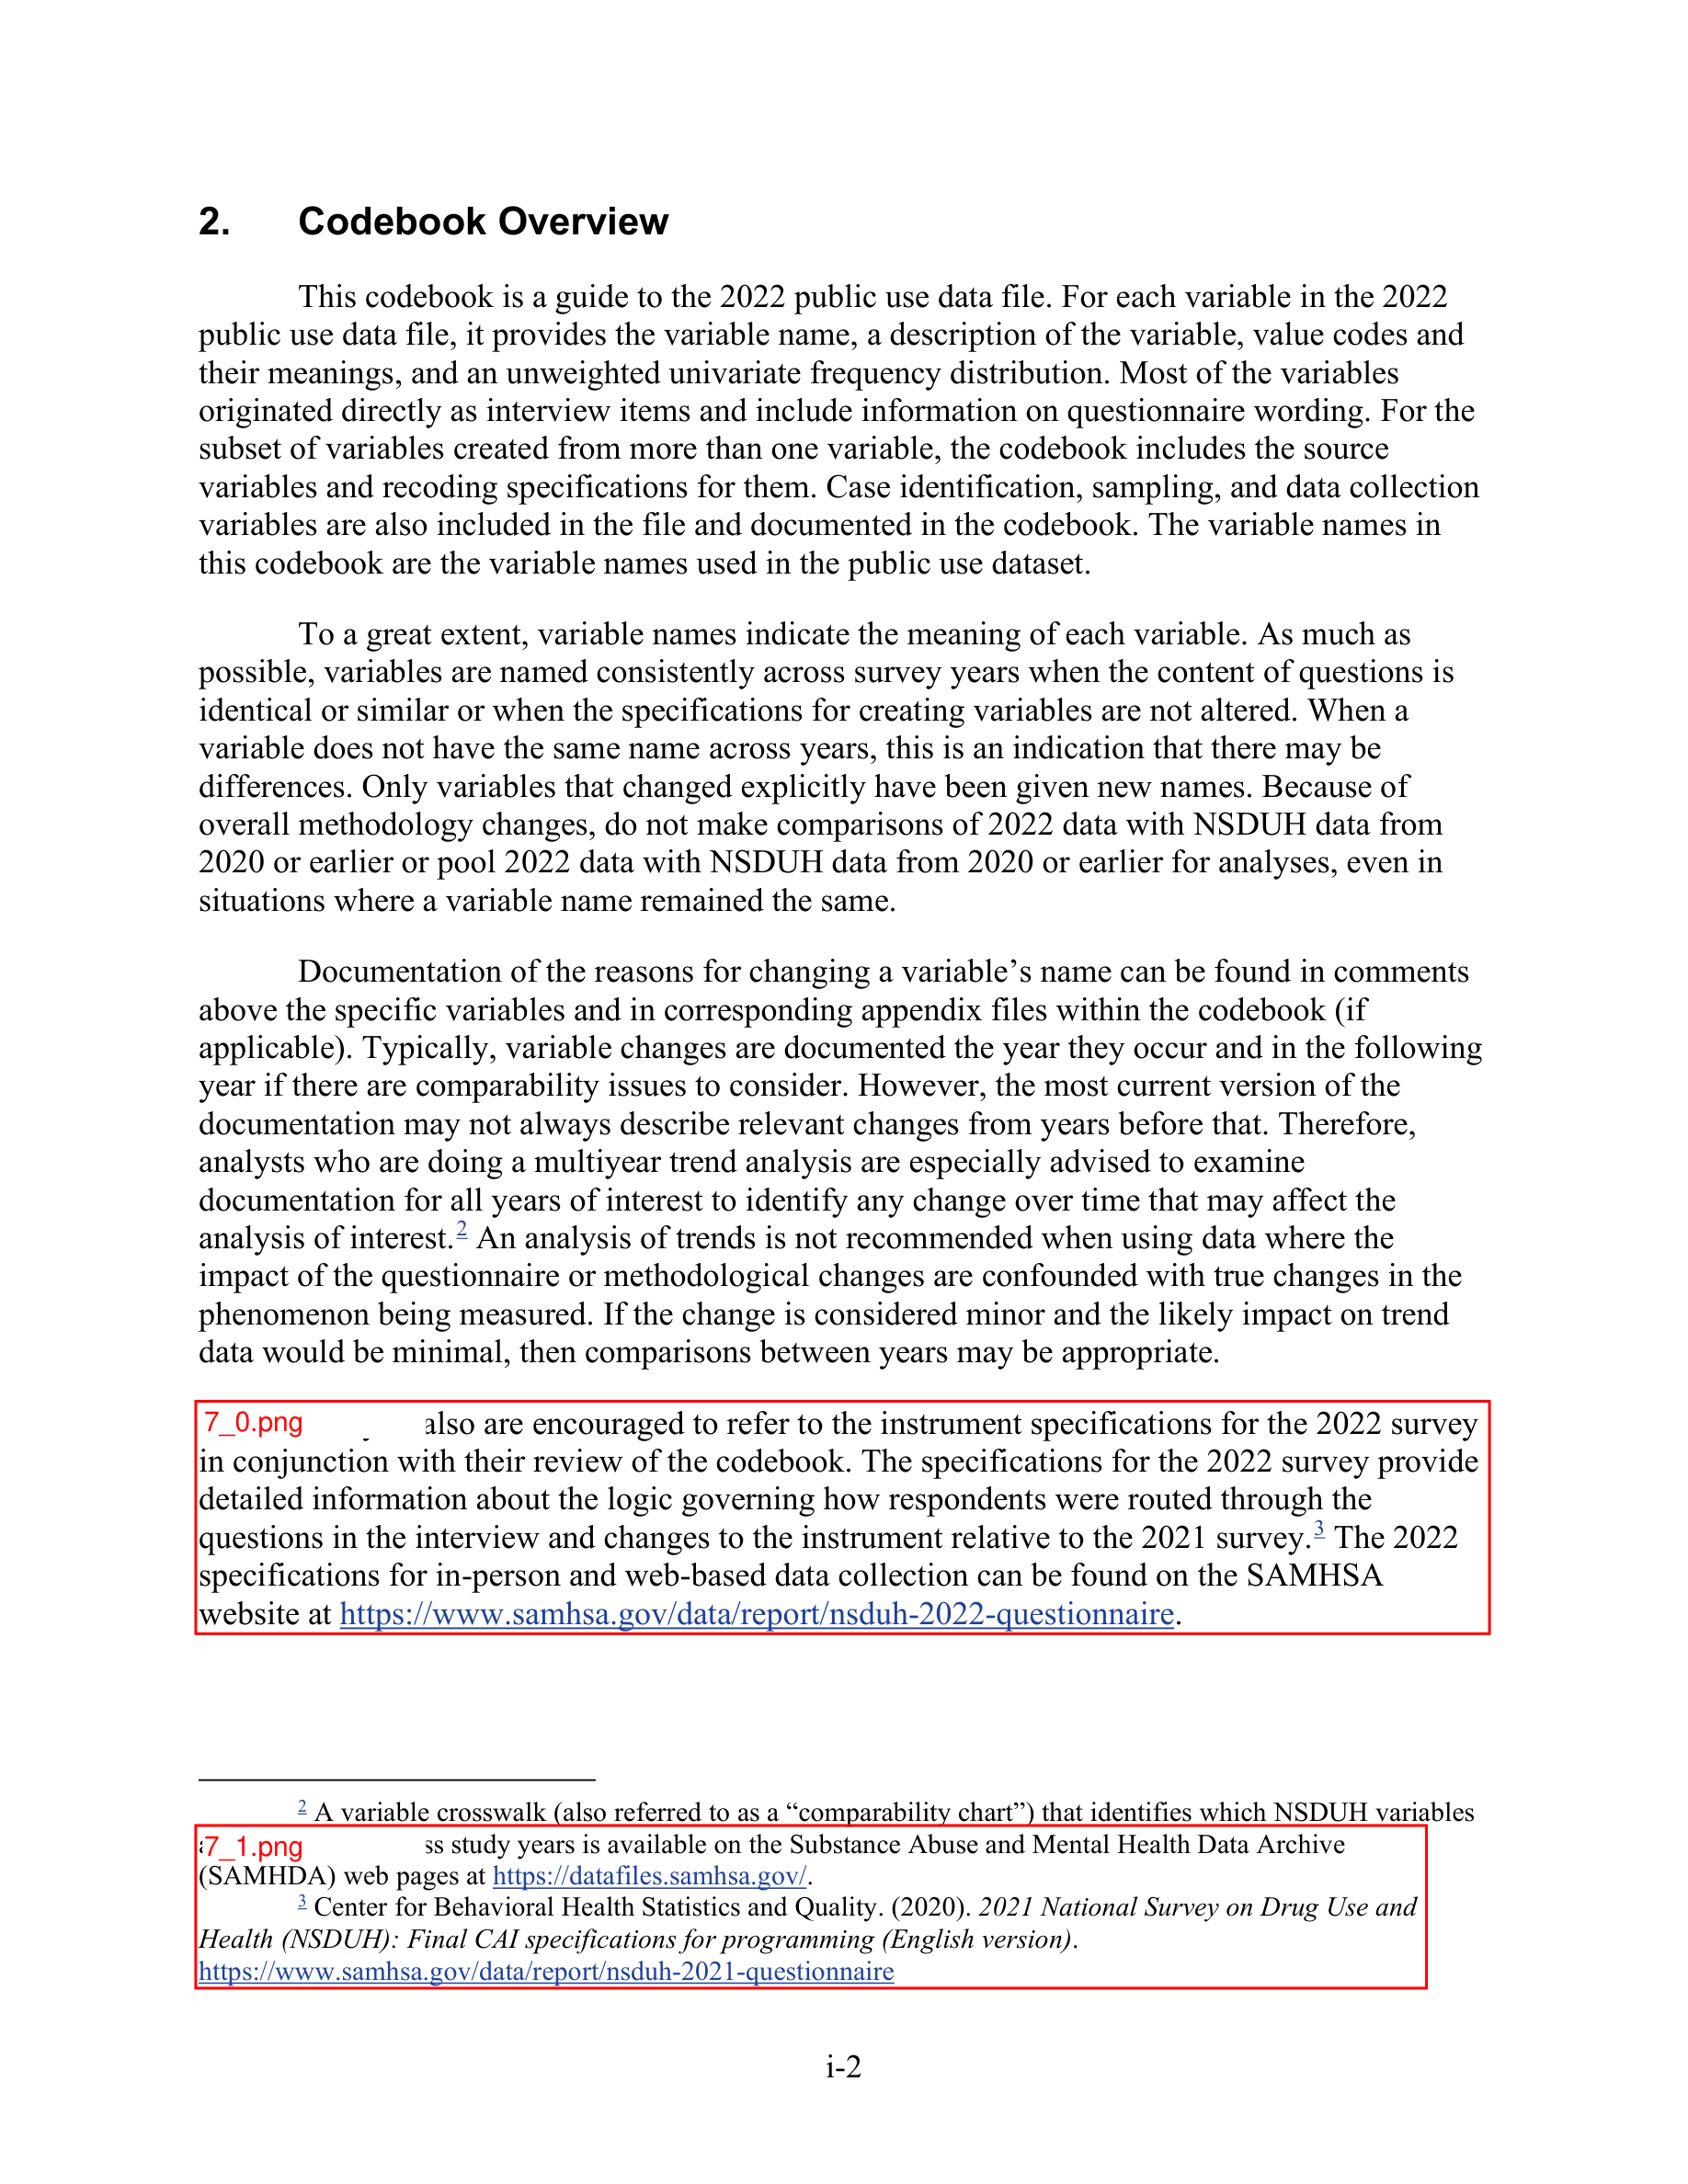 2. Codebook Overview
This codebook is a guide to the 2022 public use data file. For each variable in the 2022
public use data file, it provides the variable name, a description of the variable, value codes and
their meanings, and an unweighted univariate frequency distribution. Most of the variables
originated directly as interview items and include information on questionnaire wording. For the
subset of variables created from more than one variable, the codebook includes the source
variables and recoding specifications for them. Case identification, sampling, and data collection
variables are also included in the file and documented in the codebook. The variable names in
this codebook are the variable names used in the public use dataset.
To a great extent, variable names indicate the meaning of each variable. As much as
possible, variables are named consistently across survey years when the content of questions is
identical or similar or when the specifications for creating variables are not altered. When a
variable does not have the same name across years, this is an indication that there may be
differences. Only variables that changed explicitly have been given new names. Because of
overall methodology changes, do not make comparisons of 2022 data with NSDUH data from
2020 or earlier or pool 2022 data with NSDUH data from 2020 or earlier for analyses, even in
situations where a variable name remained the same.
Documentation of the reasons for changing a variable’s name can be found in comments
above the specific variables and in corresponding appendix files within the codebook (if
applicable). Typically, variable changes are documented the year they occur and in the following
year if there are comparability issues to consider. However, the most current version of the
documentation may not always describe relevant changes from years before that. Therefore,
analysts who are doing a multiyear trend analysis are especially advised to examine
documentation for all years of interest to identify any change over time that may affect the
analysis of interest.2 An analysis of trends is not recommended when using data where the
impact of the questionnaire or methodological changes are confounded with true changes in the
phenomenon being measured. If the change is considered minor and the likely impact on trend
data would be minimal, then comparisons between years may be appropriate.
7_0.png also are encouraged to refer to the instrument specifications for the 2022 survey
in conjunction with their review of the codebook. The specifications for the 2022 survey provide
detailed information about the logic governing how respondents were routed through the
questions in the interview and changes to the instrument relative to the 2021 survey.3 The 2022
specifications for in-person and web-based data collection can be found on the SAMHSA
website at https://www.samhsa.gov/data/report/nsduh-2022-questionnaire.
2 A variable crosswalk (also referred to as a “comparability chart”) that identifies which NSDUH variables
7_1.png ss study years is available on the Substance Abuse and Mental Health Data Archive
(SAMHDA) web pages at https://datafiles.samhsa.gov/.
3 Center for Behavioral Health Statistics and Quality. (2020). 2021 National Survey on Drug Use and
Health (NSDUH): Final CAI specifications for programming (English version).
https://www.samhsa.gov/data/report/nsduh-2021-questionnaire
i-2